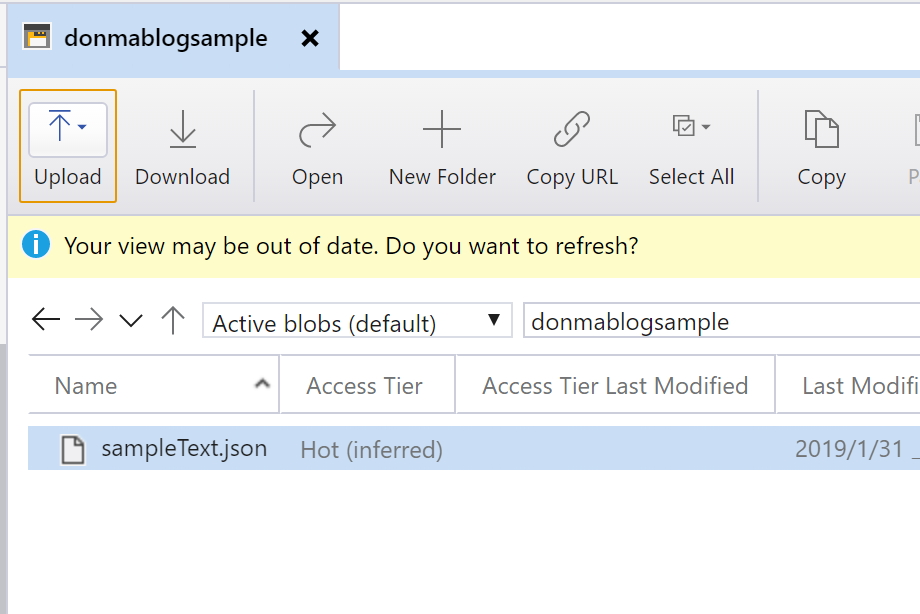 donmablogsample
Upload Download Open New Folder Copy URL Select All Copy
Your view may be out of date. Do you want to refresh?
Active blobs (default) donmablogsample
Name Access Tier Access Tier Last Modified Last Modifi
sampleText.json Hot (inferred) 2019/1/31